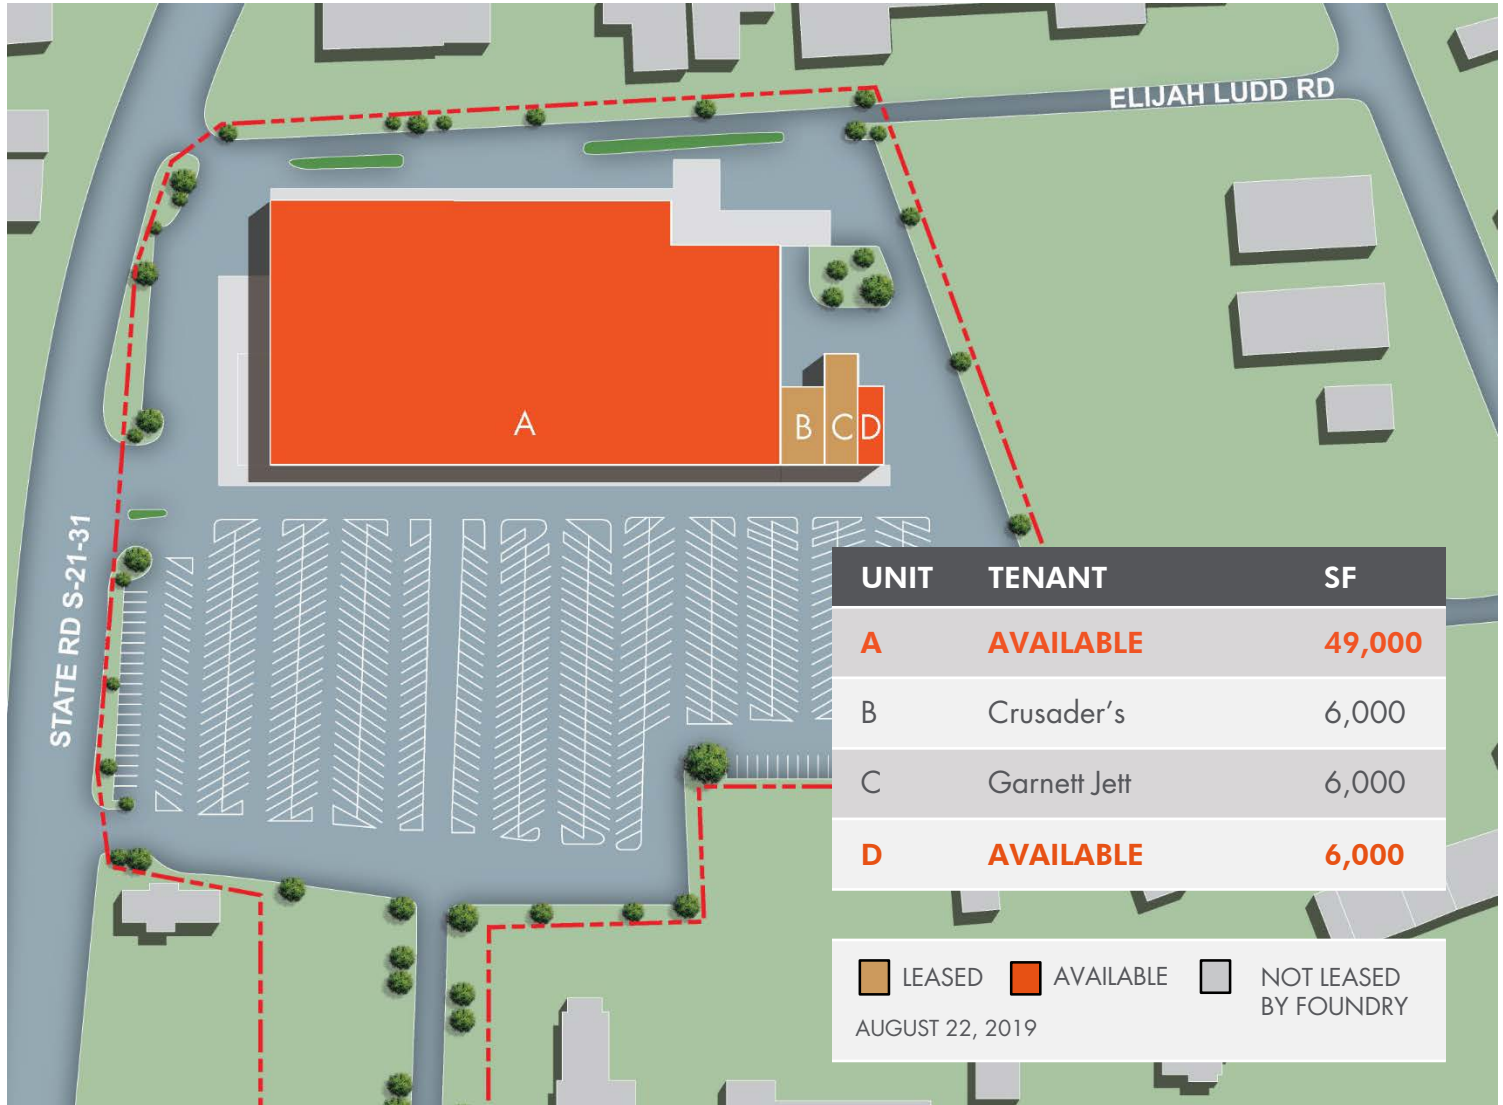 ELIJAH LUDD RD
A
B
C
D
STATE RD S-21-31
UNIT TENANT SF
A AVAILABLE 49,000
B Crusader's 6,000
C Garnett Jett 6,000
D AVAILABLE 6,000
LEASED AVAILABLE NOT LEASED
BY FOUNDRY
AUGUST 22, 2019